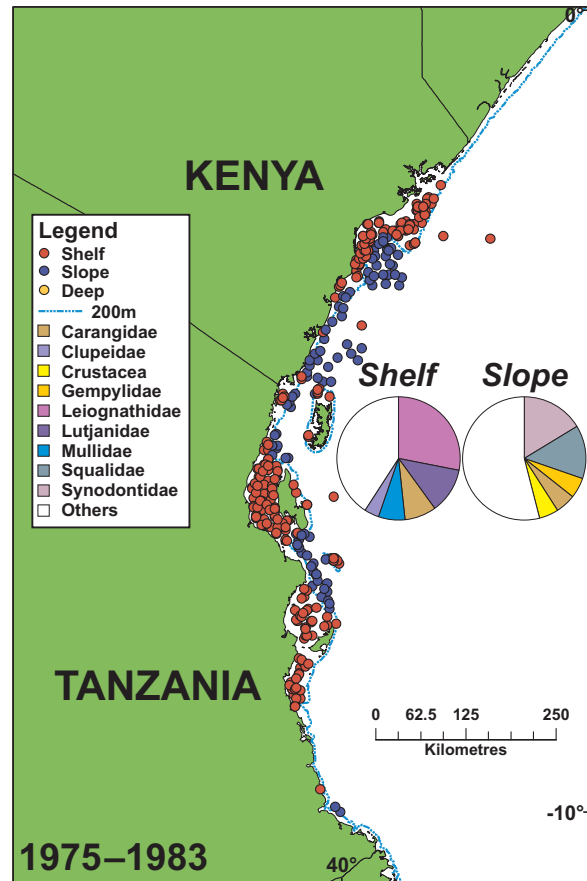 0°
KENYA
Legend
Shelf
Slope
Deep
200m
Carangidae
Clupeidae
Crustacea
Gempylidae
Leiognathidae
Lutjanidae
Mullidae
Squalidae
Synodontidae
Others
Shelf
Slope
TANZANIA
0 62.5 125 250
Kilometres
-10°
1975–1983
40°